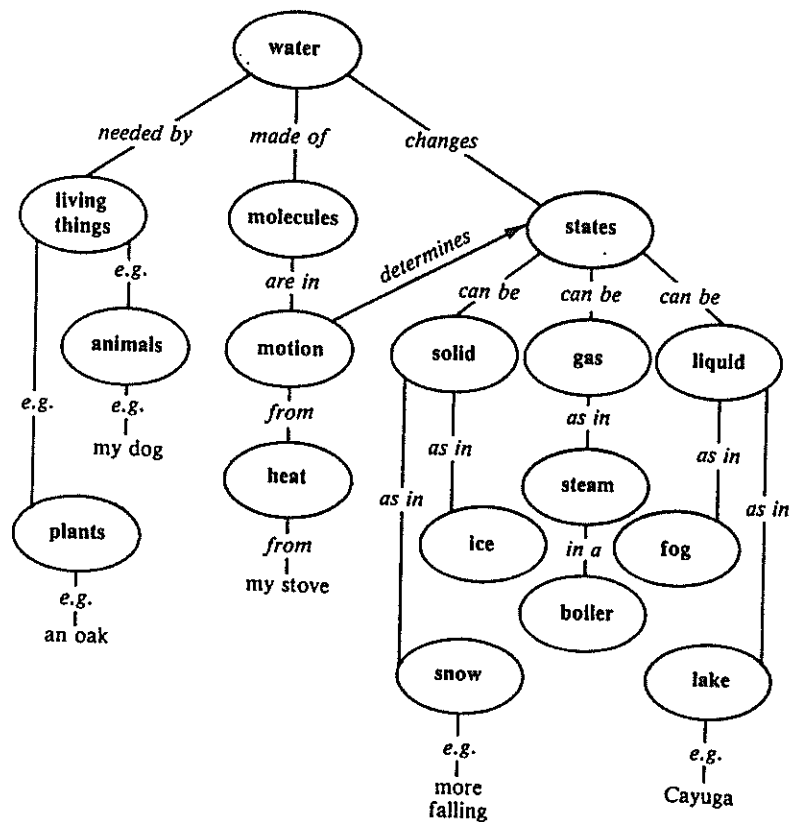 water
needed by
made of
changes
living
things
molecules
states
e.g.
are in
determines
can be
can be
can be
animals
motion
solid
gas
liquid
e.g.
e.g.
from
as in
my dog
as in
as in
heat
steam
as in
as in
plants
from
ice
in a
fog
e.g.
my stove
boiler
an oak
snow
lake
e.g.
e.g.
more
falling
Cayuga